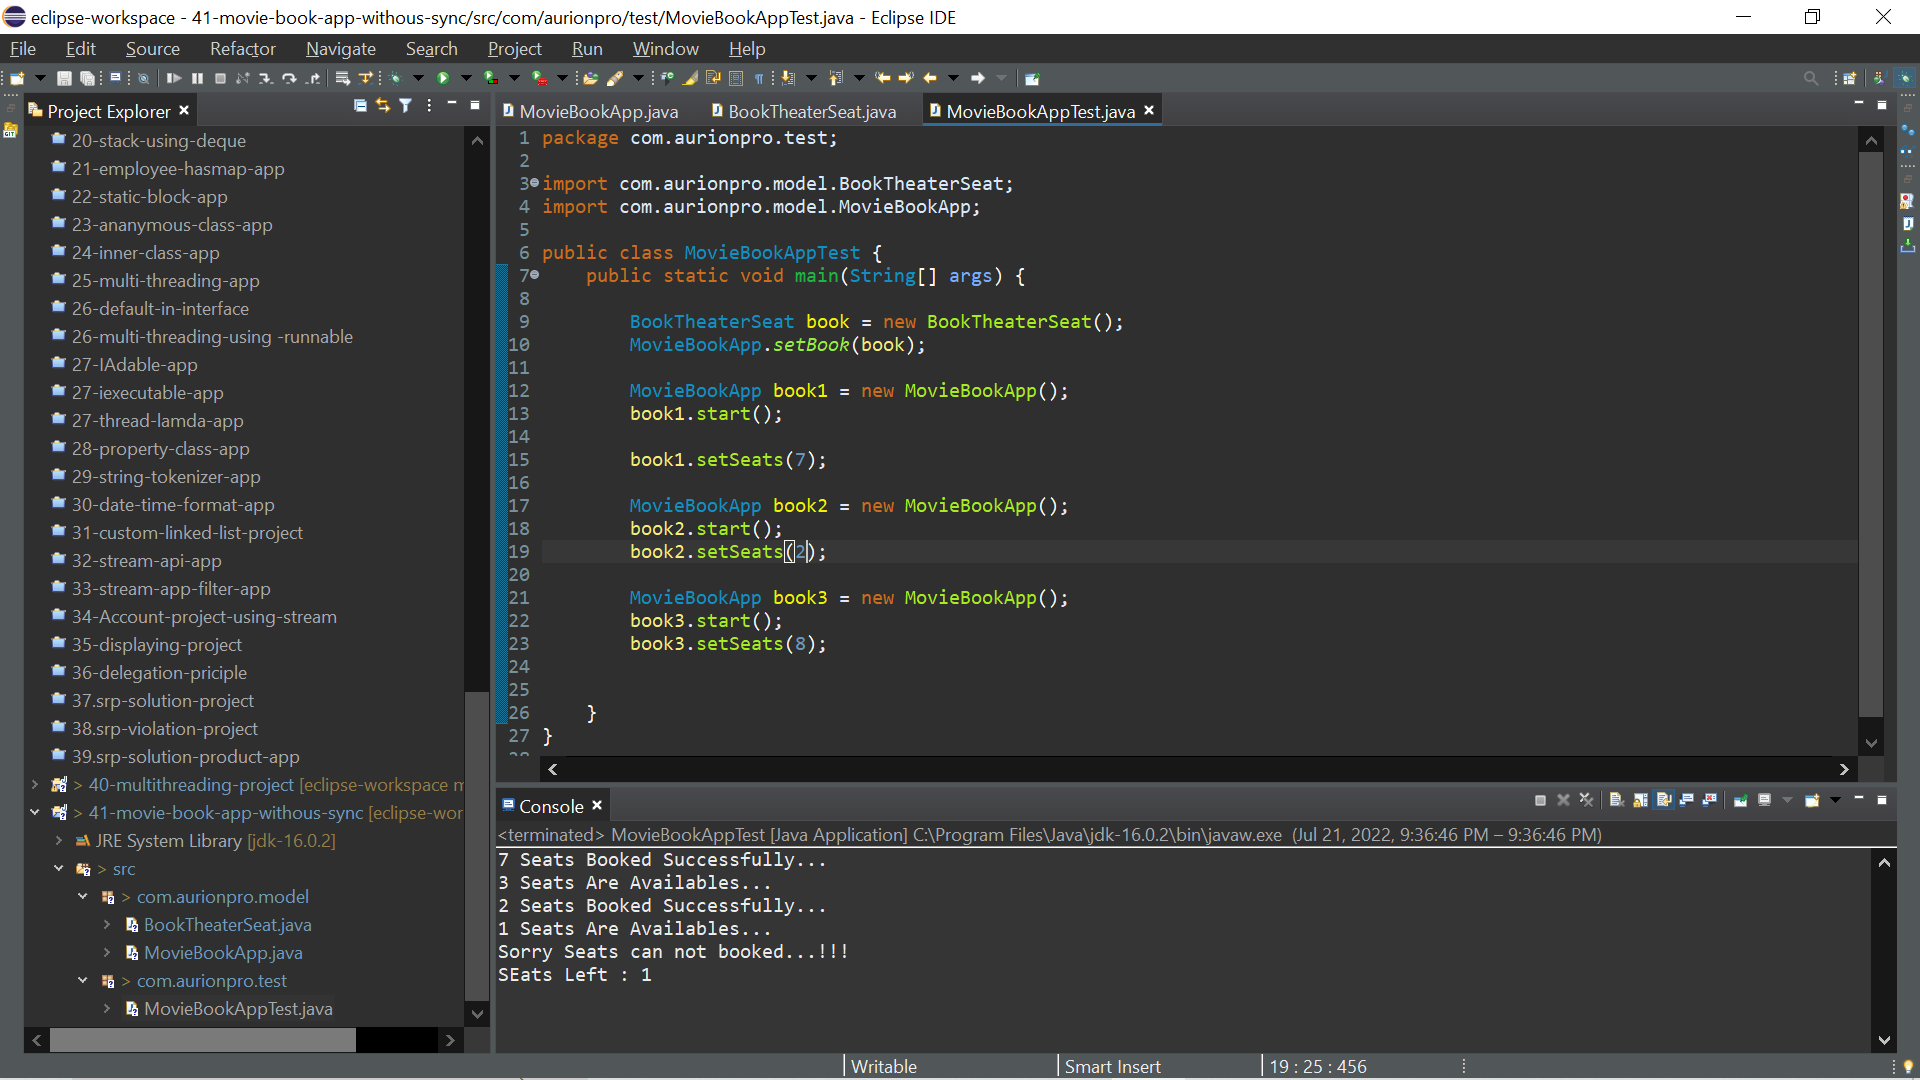 eclipse-workspace - 41-movie-book-app-withous-sync/src/com/aurionpro/test/MovieBookAppTest.java - Eclipse IDE
File Edit Source Refactor Navigate Search Project Run Window Help
Project Explorer
20-stack-using-deque
21-employee-hasmap-app
22-static-block-app
23-ananymous-class-app
24-inner-class-app
25-multi-threading-app
26-default-in-interface
26-multi-threading-using -runnable
27-IAdable-app
27-iexecutable-app
27-thread-lamda-app
28-property-class-app
29-string-tokenizer-app
30-date-time-format-app
31-custom-linked-list-project
32-stream-api-app
33-stream-app-filter-app
34-Account-project-using-stream
35-displaying-project
36-delegation-priciple
37.srp-solution-project
38.srp-violation-project
39.srp-solution-product-app
> 40-multithreading-project [eclipse-workspace m
> 41-movie-book-app-withous-sync [eclipse-wor
JRE System Library [jdk-16.0.2]
> src
> com.aurionpro.model
BookTheaterSeat.java
MovieBookApp.java
> com.aurionpro.test
MovieBookAppTest.java
MovieBookApp.java BookTheaterSeat.java MovieBookAppTest.java
1 package com.aurionpro.test;
2
3 import com.aurionpro.model.BookTheaterSeat;
4 import com.aurionpro.model.MovieBookApp;
5
6 public class MovieBookAppTest {
7 public static void main(String[] args) {
8
9 BookTheaterSeat book = new BookTheaterSeat();
10 MovieBookApp.setBook(book);
11
12 MovieBookApp book1 = new MovieBookApp();
13 book1.start();
14
15 book1.setSeats(7);
16
17 MovieBookApp book2 = new MovieBookApp();
18 book2.start();
19 book2.setSeats(2);
20
21 MovieBookApp book3 = new MovieBookApp();
22 book3.start();
23 book3.setSeats(8);
24
25
26 }
27 }
Console
<terminated> MovieBookAppTest [Java Application] C:\Program Files\Java\jdk-16.0.2\bin\javaw.exe (Jul 21, 2022, 9:36:46 PM – 9:36:46 PM)
7 Seats Booked Successfully...
3 Seats Are Availables...
2 Seats Booked Successfully...
1 Seats Are Availables...
Sorry Seats can not booked...!!!
SEats Left : 1
Writable Smart Insert 19 : 25 : 456